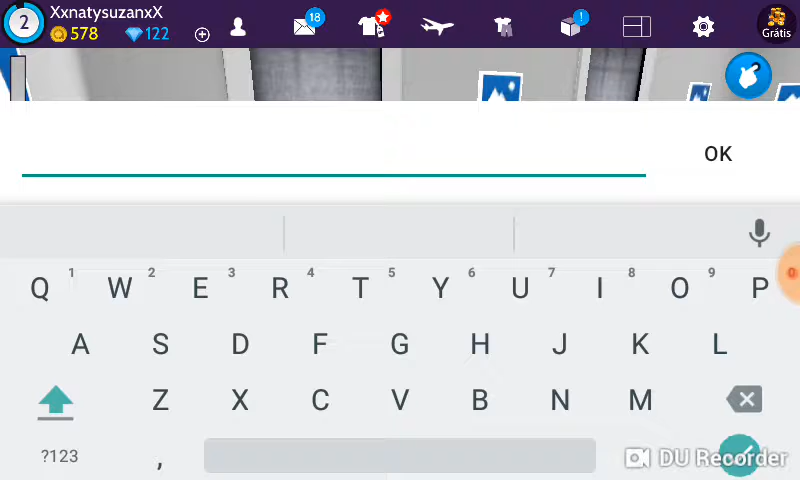 2 XxnatysuzanxX
578 122 18 ! Grátis
OK
1 2 3 4 5 6 7 8 9 0
Q W E R T Y U I O P
A S D F G H J K L
Z X C V B N M
?123 , DU Recorder